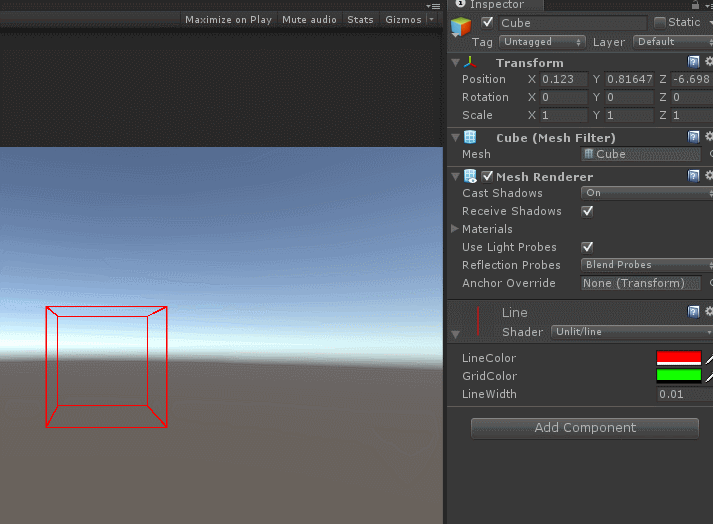 Inspector
Maximize on Play Mute audio Stats Gizmos
Cube Static
Tag Untagged Layer Default
Transform
Position X 0.123 Y 0.81647 Z -6.698
Rotation X 0 Y 0 Z 0
Scale X 1 Y 1 Z 1
Cube (Mesh Filter)
Mesh Cube
Mesh Renderer
Cast Shadows On
Receive Shadows
Materials
Use Light Probes
Reflection Probes Blend Probes
Anchor Override None (Transform)
Line
Shader Unlit/line
LineColor
GridColor
LineWidth 0.01
Add Component